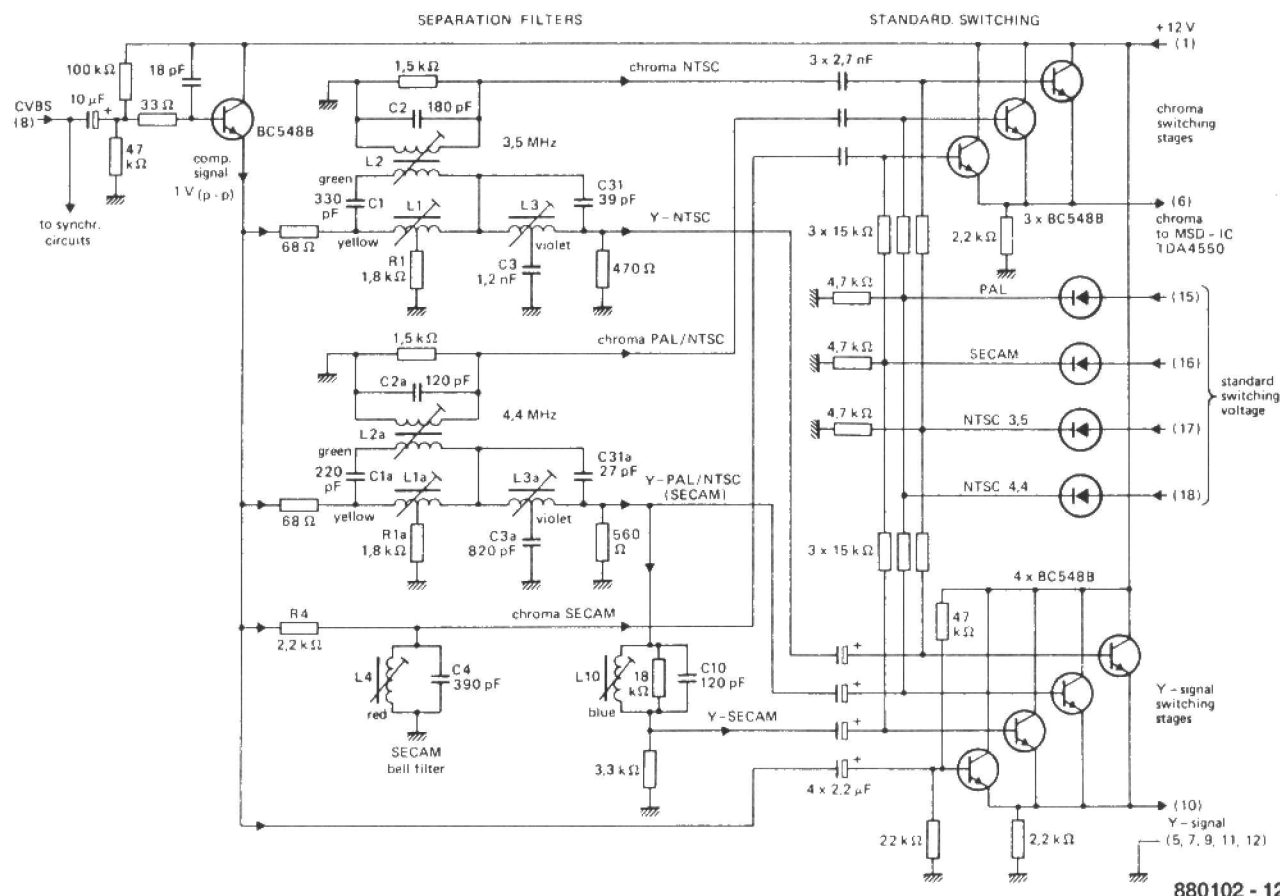 SEPARATION FILTERS
STANDARD SWITCHING
+12 V
(1)
100 kΩ
18 pF
1,5 kΩ
chroma NTSC
3 x 2,7 nF
CVBS
(8)
10 µF
+
33 Ω
BC548B
C2
180 pF
chroma
switching
stages
47
kΩ
comp.
signal
1 V (p-p)
3,5 MHz
L2
green
330
pF
C1
L1
L3
C31
39 pF
to synchr.
circuits
Y-NTSC
(6)
chroma
to MSD-IC
TDA4550
3 x BC548B
68 Ω
yellow
violet
3 x 15 kΩ
2,2 kΩ
R1
1,8 kΩ
C3
1,2 nF
470 Ω
4,7 kΩ
PAL
(15)
1,5 kΩ
chroma PAL/NTSC
4,7 kΩ
SECAM
(16)
C2a
120 pF
standard
switching
voltage
4,4 MHz
4,7 kΩ
NTSC 3,5
(17)
L2a
green
220
pF
C1a
L1a
L3a
C31a
27 pF
Y-PAL/NTSC
(SECAM)
NTSC 4,4
(18)
68 Ω
yellow
violet
R1a
1,8 kΩ
C3a
820 pF
560
Ω
3 x 15 kΩ
4 x BC548B
R4
2,2 kΩ
chroma SECAM
47
kΩ
L4
red
C4
390 pF
L10
blue
18
kΩ
C10
120 pF
+
+
Y-signal
switching
stages
SECAM
bell filter
Y-SECAM
+
3,3 kΩ
+
4 x 2,2 µF
(10)
Y-signal
(5, 7, 9, 11, 12)
22 kΩ
2,2 kΩ
880102 - 12